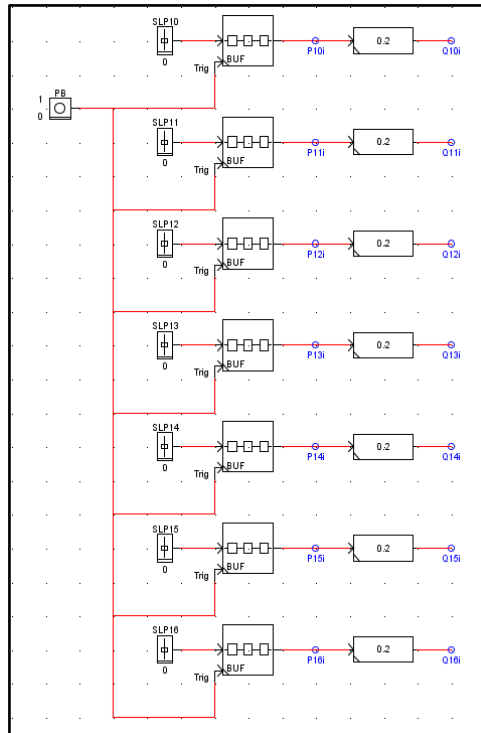 SLP10
0
Trig
BUF
P10i
0.2
Q10i
PB
1
0
SLP11
0
Trig
BUF
P11i
0.2
Q11i
SLP12
0
Trig
BUF
P12i
0.2
Q12i
SLP13
0
Trig
BUF
P13i
0.2
Q13i
SLP14
0
Trig
BUF
P14i
0.2
Q14i
SLP15
0
Trig
BUF
P15i
0.2
Q15i
SLP16
0
Trig
BUF
P16i
0.2
Q16i